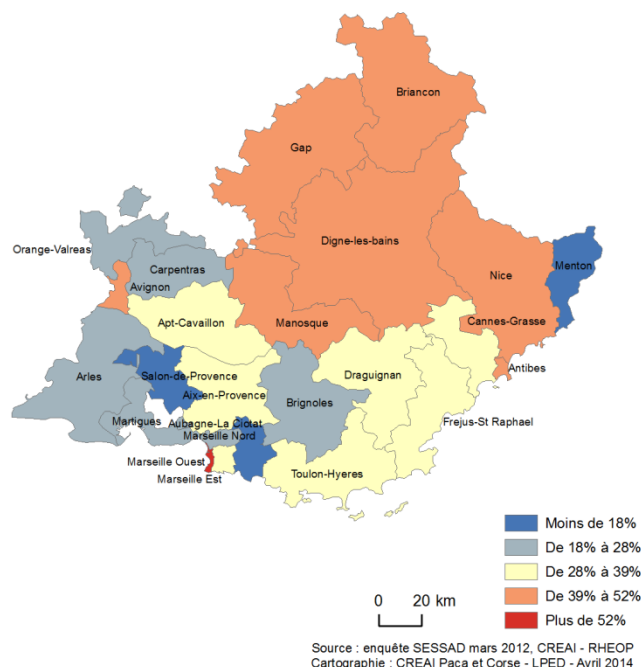 Briancon
Gap
Digne-les-bains
Orange-Valreas
Carpentras
Nice
Menton
Avignon
Apt-Cavaillon
Manosque
Cannes-Grasse
Antibes
Arles
Salon-de-Provence
Draguignan
Aix-en-Provence
Brignoles
Martigues
Aubagne-La Ciotat
Frejus-St Raphael
Marseille Nord
Marseille Ouest
Toulon-Hyeres
Marseille Est
Moins de 18%
De 18% à 28%
De 28% à 39%
De 39% à 52%
Plus de 52%
0 20 km
Source : enquête SESSAD mars 2012, CREAI - RHEOP
Cartographie : CREAI Paca et Corse - LPED - Avril 2014